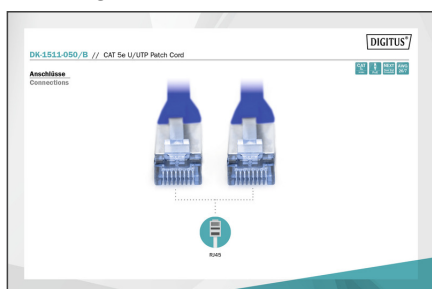 DIGITUS®
DK-1511-050/B // CAT 5e U/UTP Patch Cord
Anschlüsse
Connections
RJ45